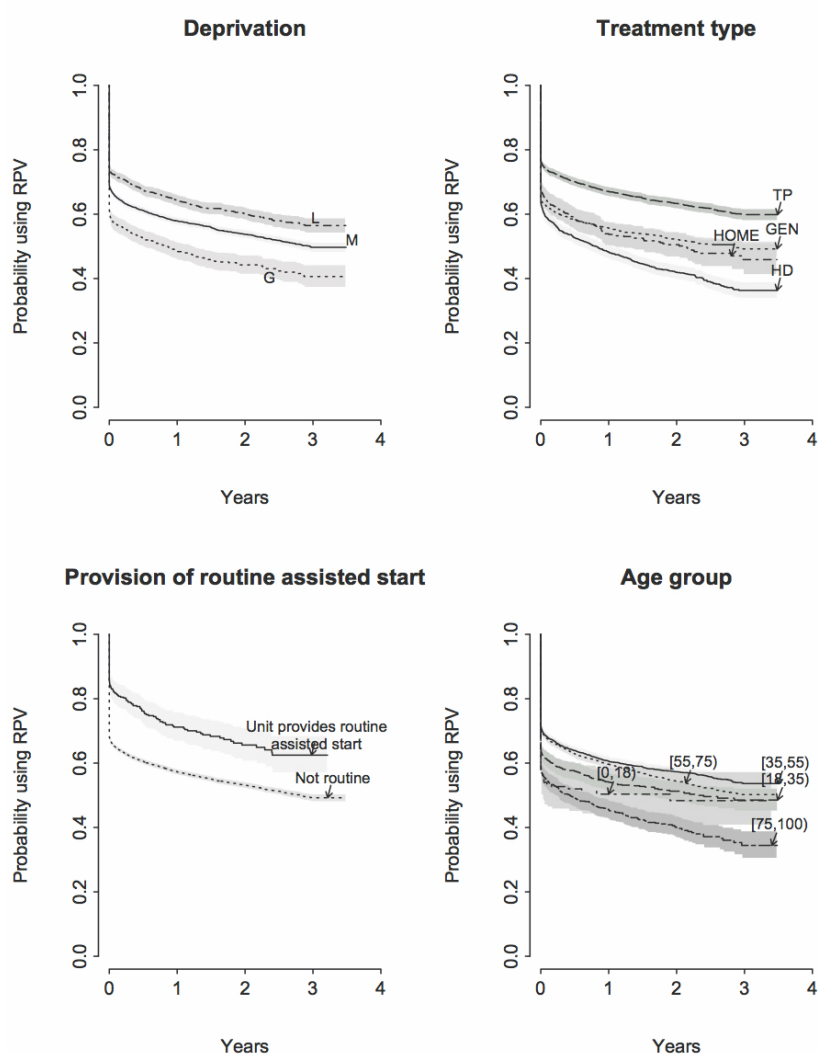 Deprivation
Probability using RPV
0.0 0.2 0.4 0.6 0.8 1.0
L
M
G
0 1 2 3 4
Years
Treatment type
Probability using RPV
0.0 0.2 0.4 0.6 0.8 1.0
TP
GEN
HOME
HD
0 1 2 3 4
Years
Provision of routine assisted start
Probability using RPV
0.0 0.2 0.4 0.6 0.8 1.0
Unit provides routine
assisted start
Not routine
0 1 2 3 4
Years
Age group
Probability using RPV
0.0 0.2 0.4 0.6 0.8 1.0
[0,18)
[55,75)
[35,55)
[18,35)
[75,100)
0 1 2 3 4
Years